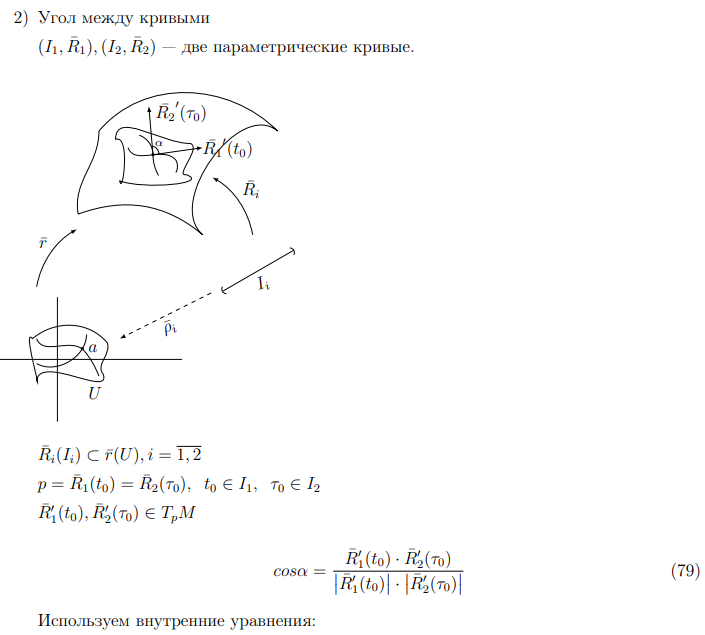 2) Угол между кривыми
(I₁, R̄₁), (I₂, R̄₂) — две параметрические кривые.
R̄₂′(τ₀)
α
R̄₁′(t₀)
R̄ᵢ
r̄
Iᵢ
ρ̄ᵢ
a
U
R̄ᵢ(Iᵢ) ⊂ r̄(U), i = \overline{1, 2}
p = R̄₁(t₀) = R̄₂(τ₀), t₀ ∈ I₁, τ₀ ∈ I₂
R̄′₁(t₀), R̄′₂(τ₀) ∈ TₚM
cosα = \frac{R̄′₁(t₀) · R̄′₂(τ₀)}{|R̄′₁(t₀)| · |R̄′₂(τ₀)|} (79)
Используем внутренние уравнения: